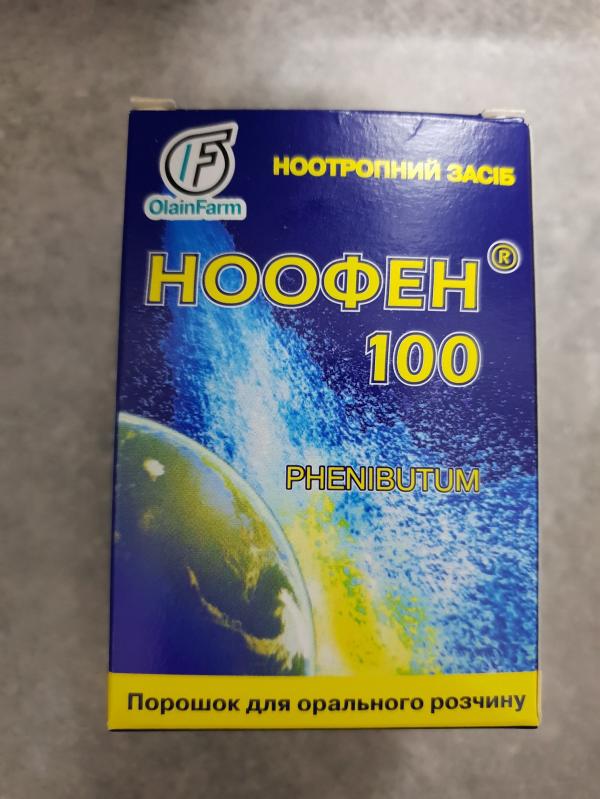 OlainFarm
НООТРОПНИЙ ЗАСІБ
НООФЕН®
100
PHENIBUTUM
Порошок для орального розчину